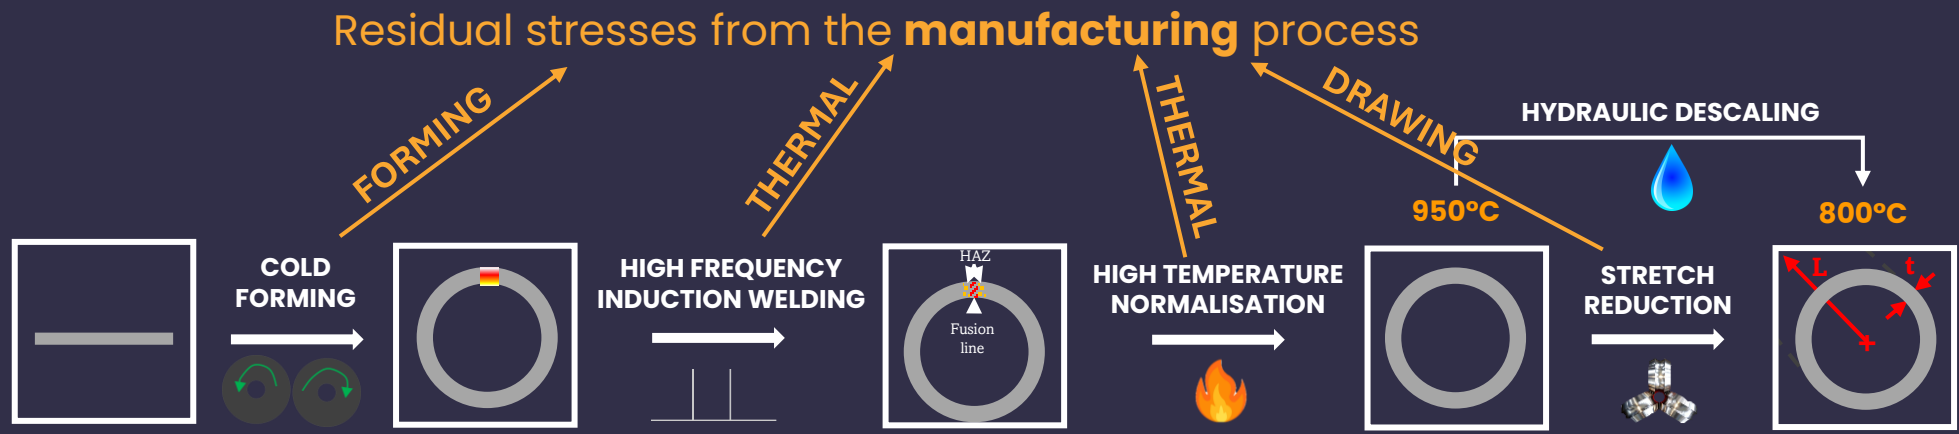 Residual stresses from the manufacturing process
FORMING
THERMAL
THERMAL
DRAWING
HYDRAULIC DESCALING
950°C
800°C
COLD
FORMING
HIGH FREQUENCY
INDUCTION WELDING
HAZ
Fusion
line
HIGH TEMPERATURE
NORMALISATION
STRETCH
REDUCTION
L
t